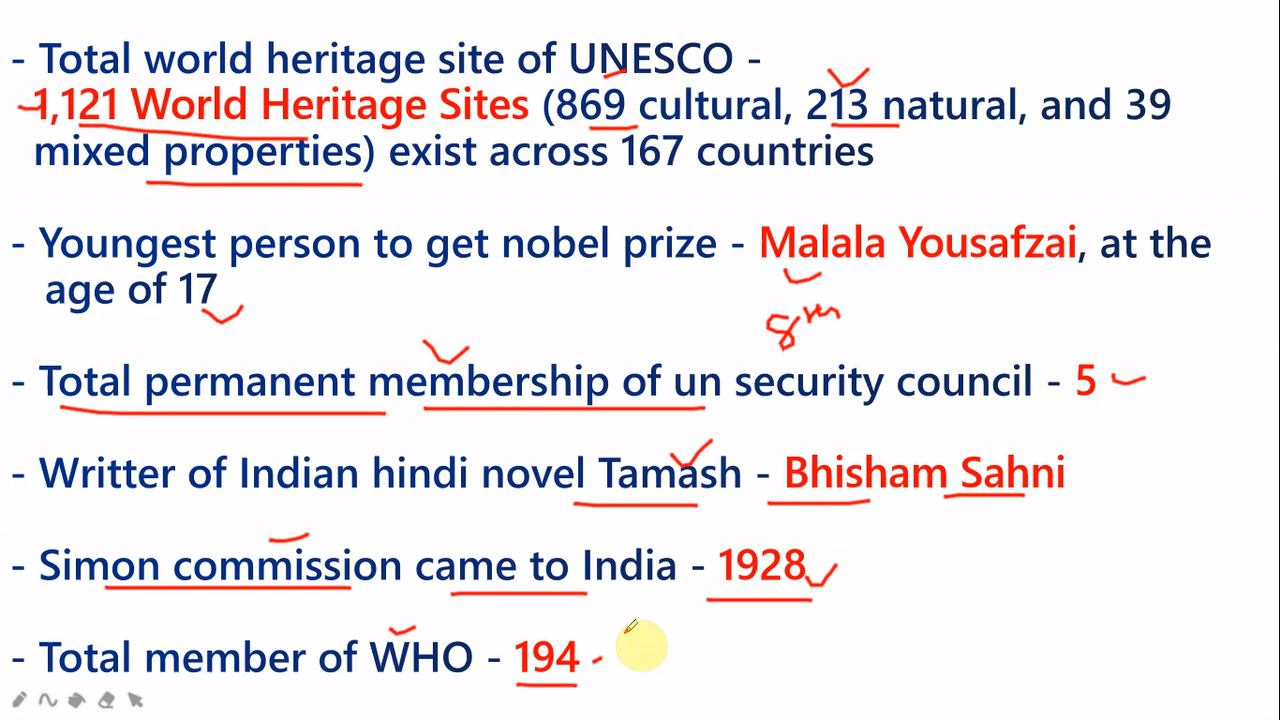 - Total world heritage site of UNESCO -
1,121 World Heritage Sites (869 cultural, 213 natural, and 39
mixed properties) exist across 167 countries
- Youngest person to get nobel prize - Malala Yousafzai, at the
age of 17
- Total permanent membership of un security council - 5
- Writter of Indian hindi novel Tamash - Bhisham Sahni
- Simon commission came to India - 1928
- Total member of WHO - 194